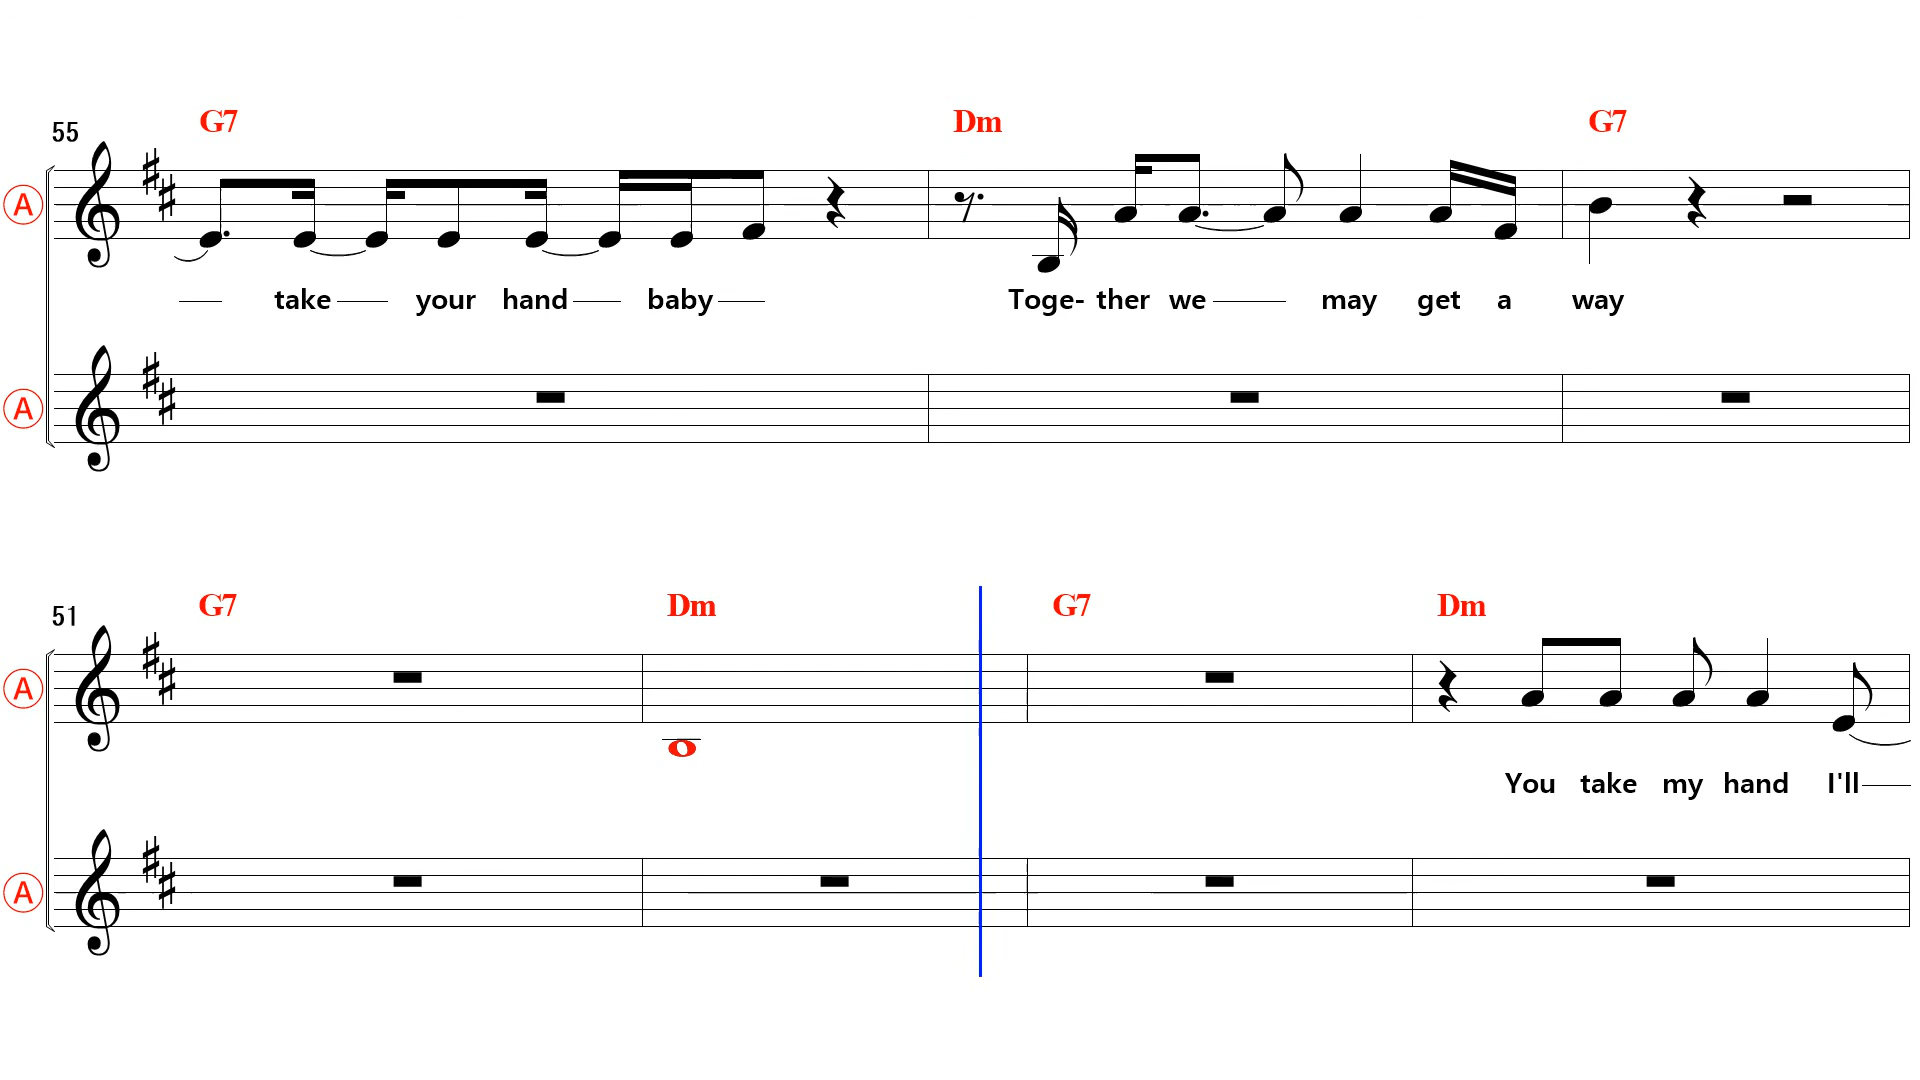 G7 Dm G7
55
A
take your hand baby Toge- ther we may get a way
A
G7 Dm G7 Dm
51
A
You take my hand I'll
A